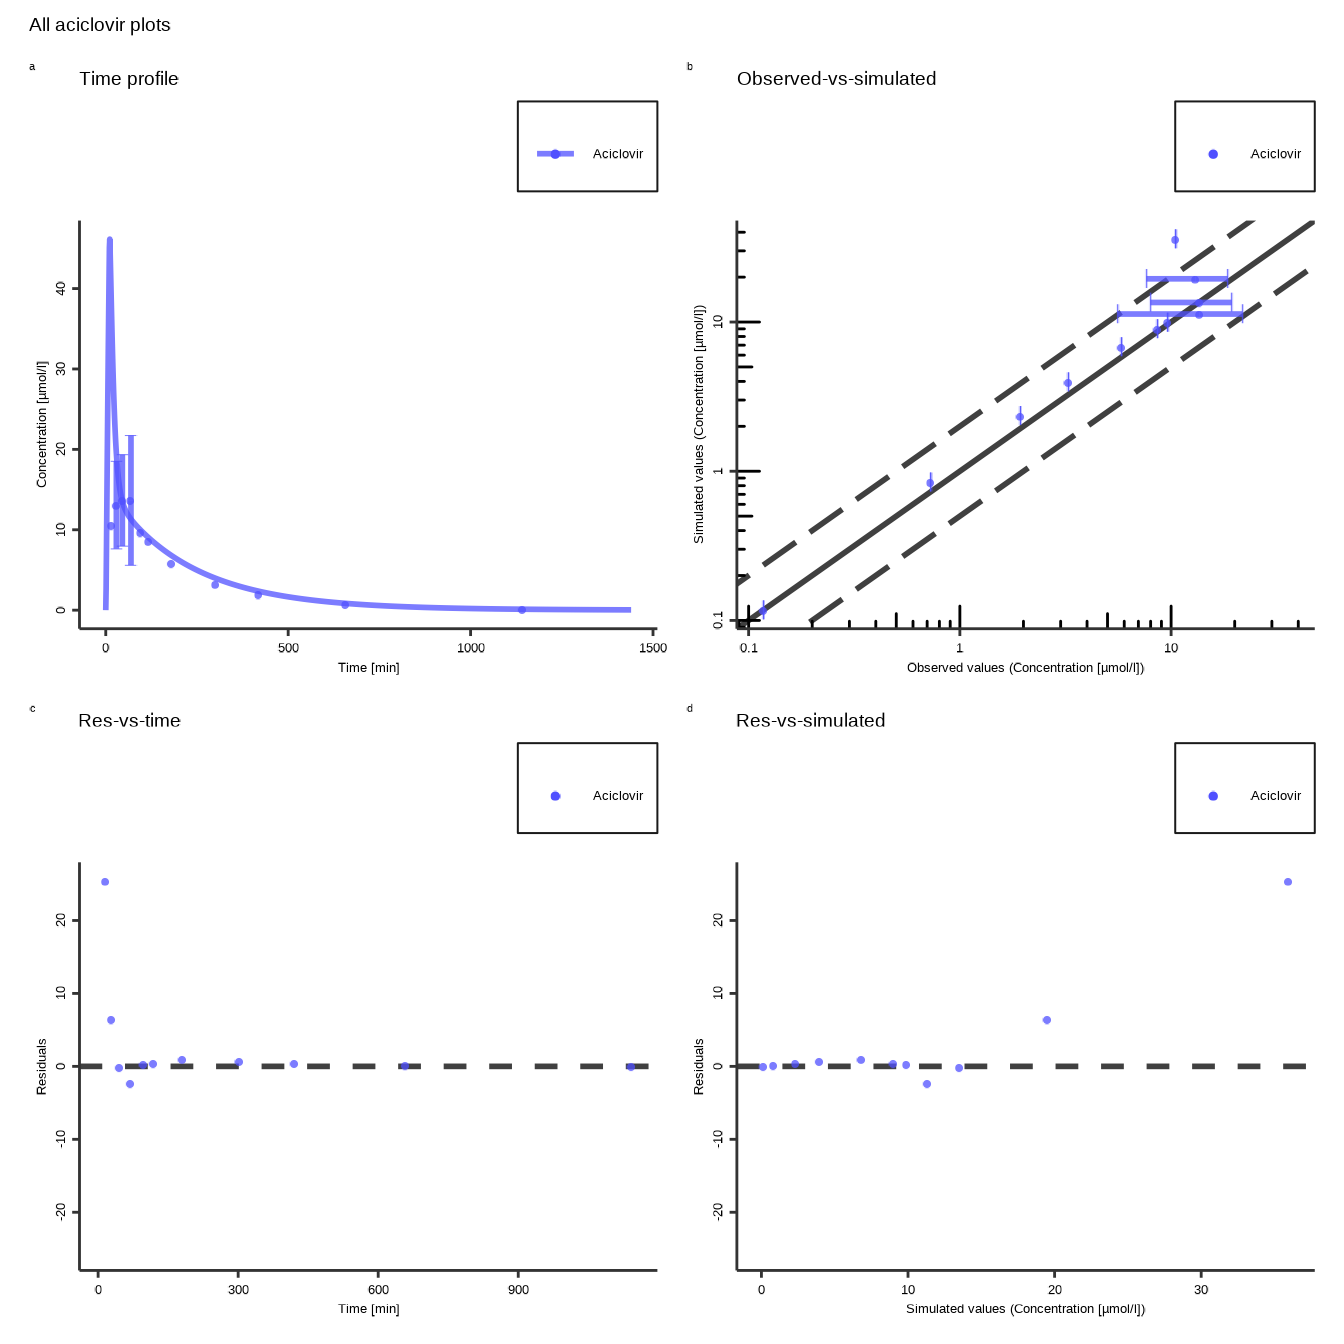 All aciclovir plots
a
Time profile
Aciclovir
Concentration [µmol/l]
0
10
20
30
40
0
500
1000
1500
Time [min]
b
Observed-vs-simulated
Aciclovir
Simulated values (Concentration [µmol/l])
0.1
1
10
0.1
1
10
Observed values (Concentration [µmol/l])
c
Res-vs-time
Aciclovir
Residuals
20
10
0
-10
-20
0
300
600
900
Time [min]
d
Res-vs-simulated
Aciclovir
Residuals
20
10
0
-10
-20
0
10
20
30
Simulated values (Concentration [µmol/l])